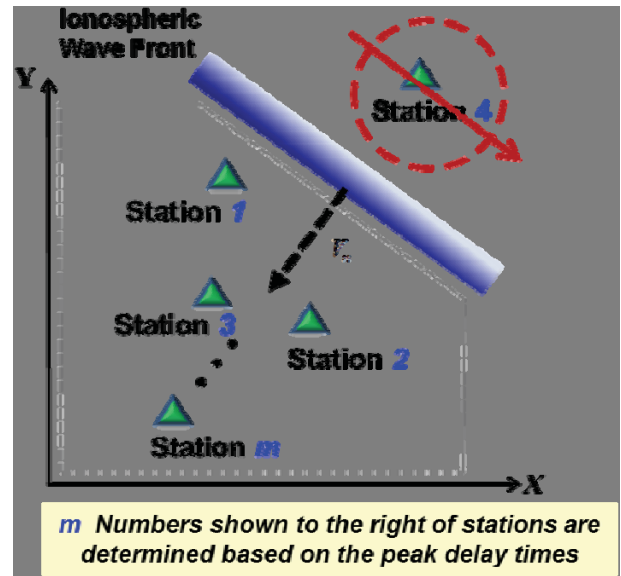 Ionospheric
Wave Front
Y
Station 4
Station 1
Station 3
Station 2
Station m
X
m Numbers shown to the right of stations are
determined based on the peak delay times